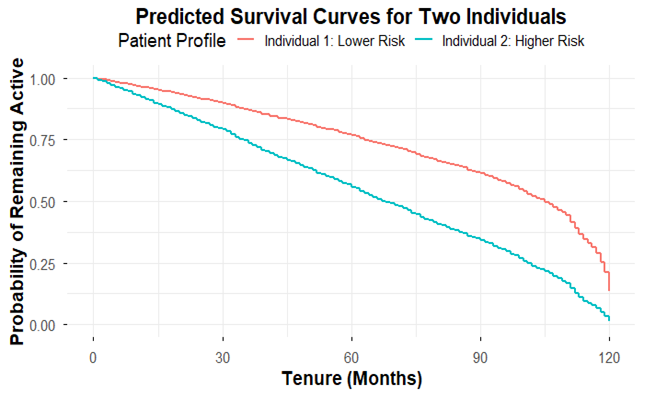 Predicted Survival Curves for Two Individuals
Patient Profile Individual 1: Lower Risk Individual 2: Higher Risk
Probability of Remaining Active
1.00
0.75
0.50
0.25
0.00
0 30 60 90 120
Tenure (Months)